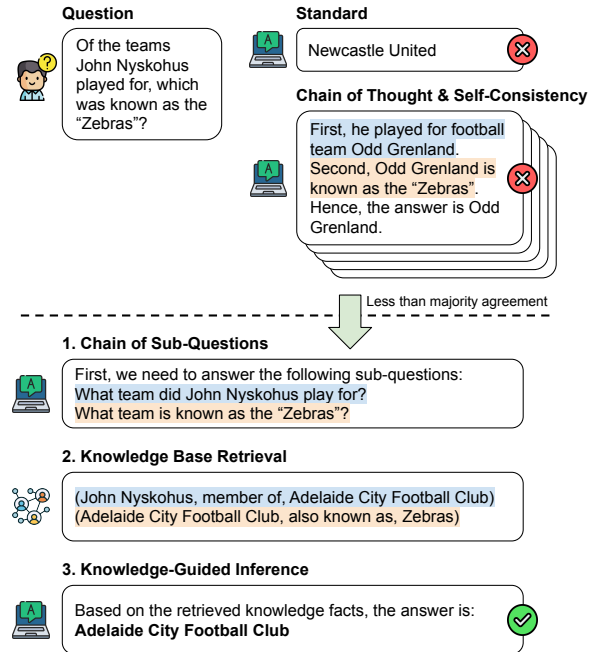 Question
Of the teams
John Nyskohus
played for, which
was known as the
“Zebras”?
Standard
Newcastle United
Chain of Thought & Self-Consistency
First, he played for football
team Odd Grenland.
Second, Odd Grenland is
known as the “Zebras”.
Hence, the answer is Odd
Grenland.
Less than majority agreement
1. Chain of Sub-Questions
First, we need to answer the following sub-questions:
What team did John Nyskohus play for?
What team is known as the “Zebras”?
2. Knowledge Base Retrieval
(John Nyskohus, member of, Adelaide City Football Club)
(Adelaide City Football Club, also known as, Zebras)
3. Knowledge-Guided Inference
Based on the retrieved knowledge facts, the answer is:
Adelaide City Football Club